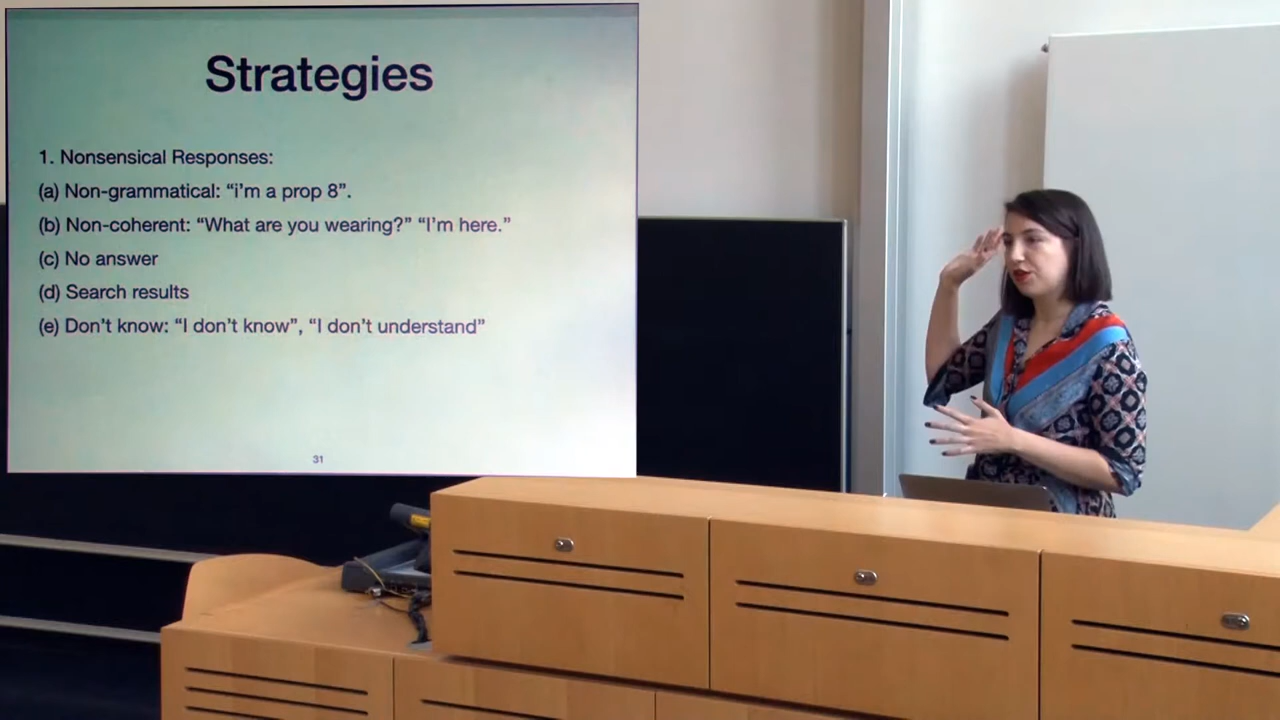 Strategies
1. Nonsensical Responses:
(a) Non-grammatical: “i’m a prop 8”.
(b) Non-coherent: “What are you wearing?” “I’m here.”
(c) No answer
(d) Search results
(e) Don’t know: “I don’t know”, “I don’t understand”
31